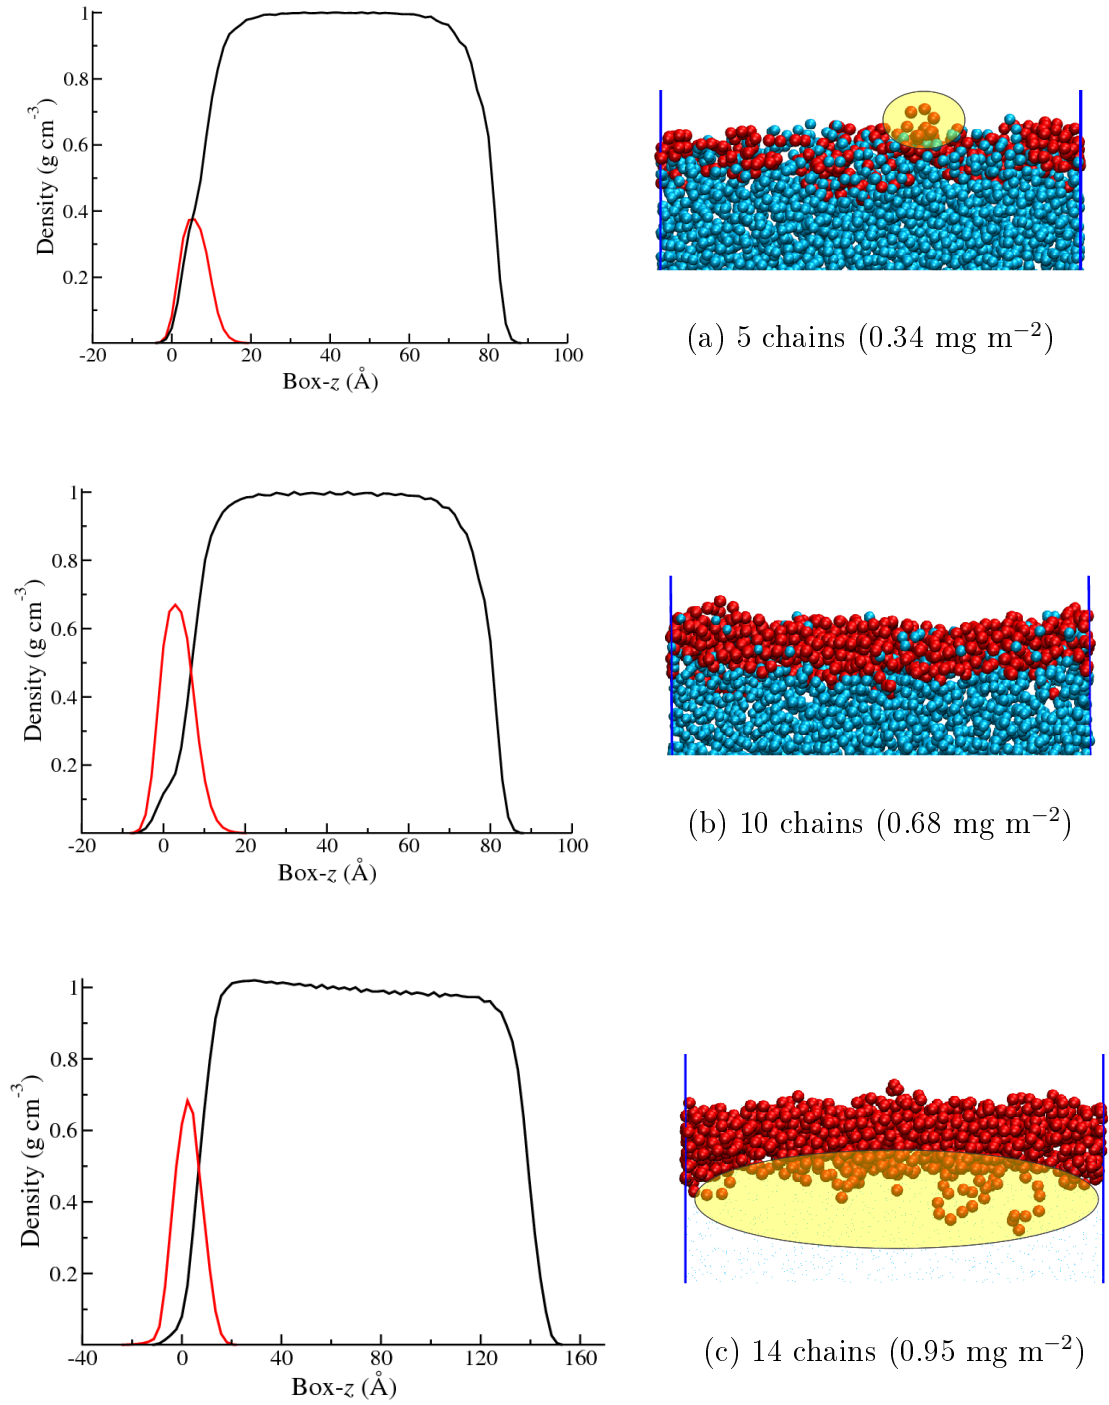 1
0.8
0.6
0.4
0.2
Density (g cm⁻³)
-20 0 20 40 60 80 100
Box-z (Å)
(a) 5 chains (0.34 mg m⁻²)
1
0.8
0.6
0.4
0.2
Density (g cm⁻³)
-20 0 20 40 60 80 100
Box-z (Å)
(b) 10 chains (0.68 mg m⁻²)
1
0.8
0.6
0.4
0.2
Density (g cm⁻³)
-40 0 40 80 120 160
Box-z (Å)
(c) 14 chains (0.95 mg m⁻²)